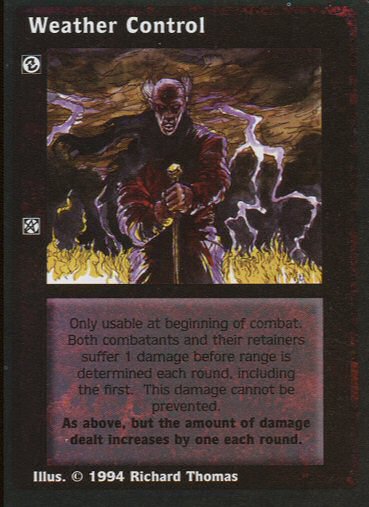 Weather Control
Only usable at beginning of combat.
Both combatants and their retainers
suffer 1 damage before range is
determined each round, including
the first. This damage cannot be
prevented.
As above, but the amount of damage
dealt increases by one each round.
Illus. © 1994 Richard Thomas